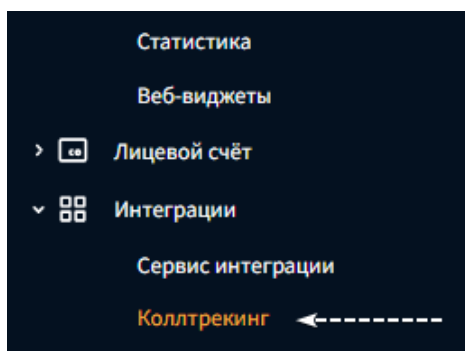 Статистика
Веб-виджеты
Лицевой счёт
Интеграции
Сервис интеграции
Коллтрекинг